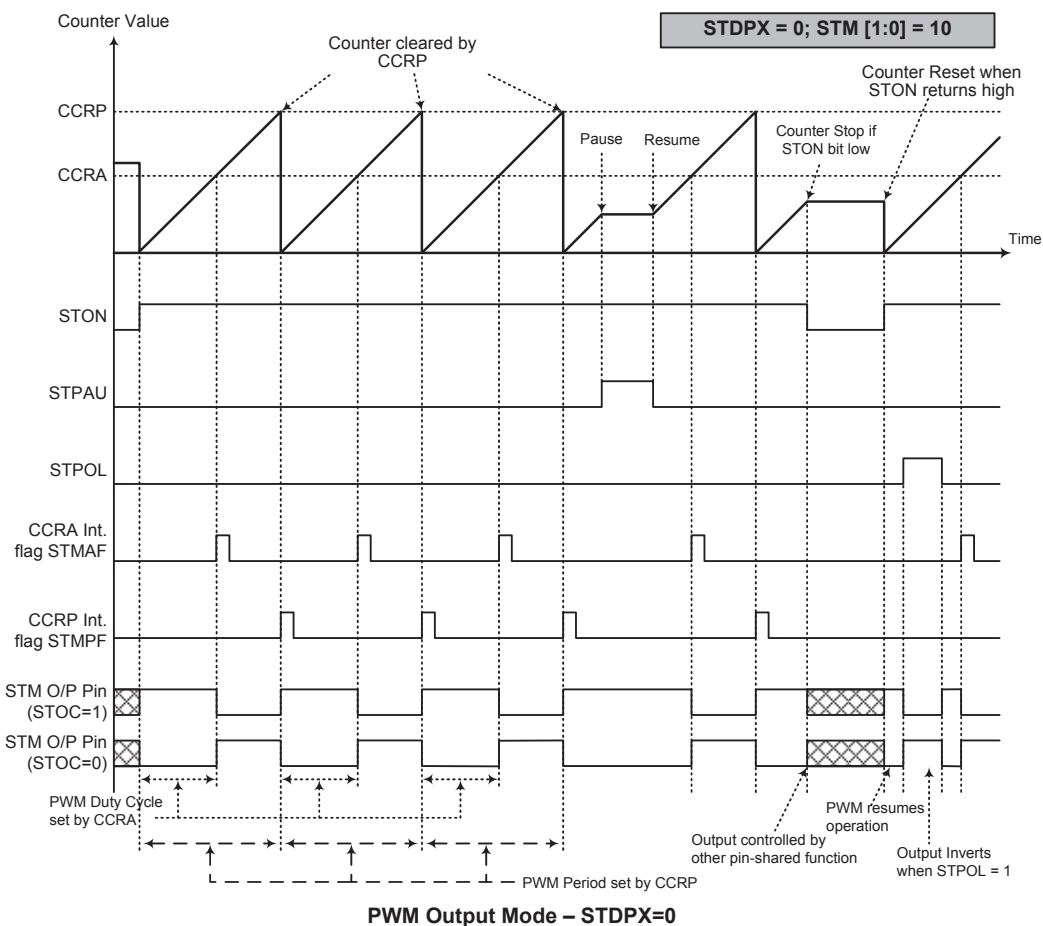 Counter Value
STDPX = 0; STM [1:0] = 10
Counter cleared by
CCRP
Counter Reset when
STON returns high
CCRP
Pause
Resume
Counter Stop if
STON bit low
CCRA
Time
STON
STPAU
STPOL
CCRA Int.
flag STMAF
CCRP Int.
flag STMPF
STM O/P Pin
(STOC=1)
STM O/P Pin
(STOC=0)
PWM Duty Cycle
set by CCRA
PWM resumes
operation
Output controlled by
other pin-shared function
Output Inverts
when STPOL = 1
PWM Period set by CCRP
PWM Output Mode – STDPX=0